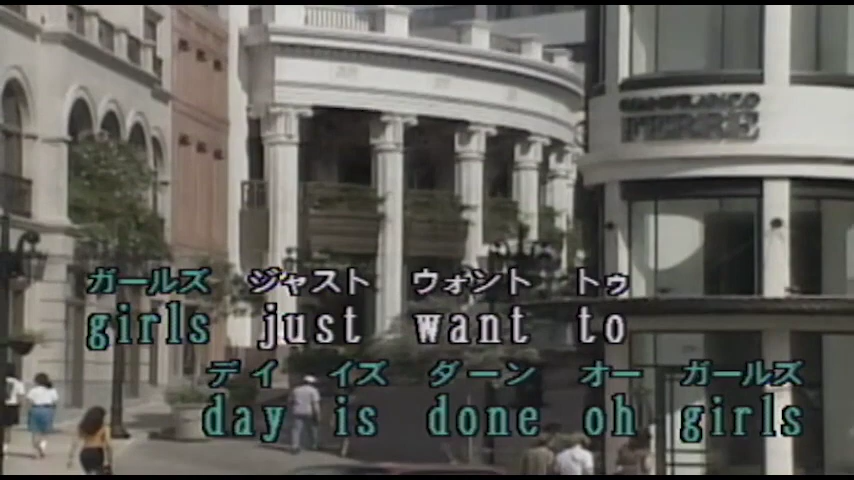 GIANFRANCO
FERRE
ガールズ ジャスト ウォント トゥ
girls just want to
デイ イズ ダーン オー ガールズ
day is done oh girls